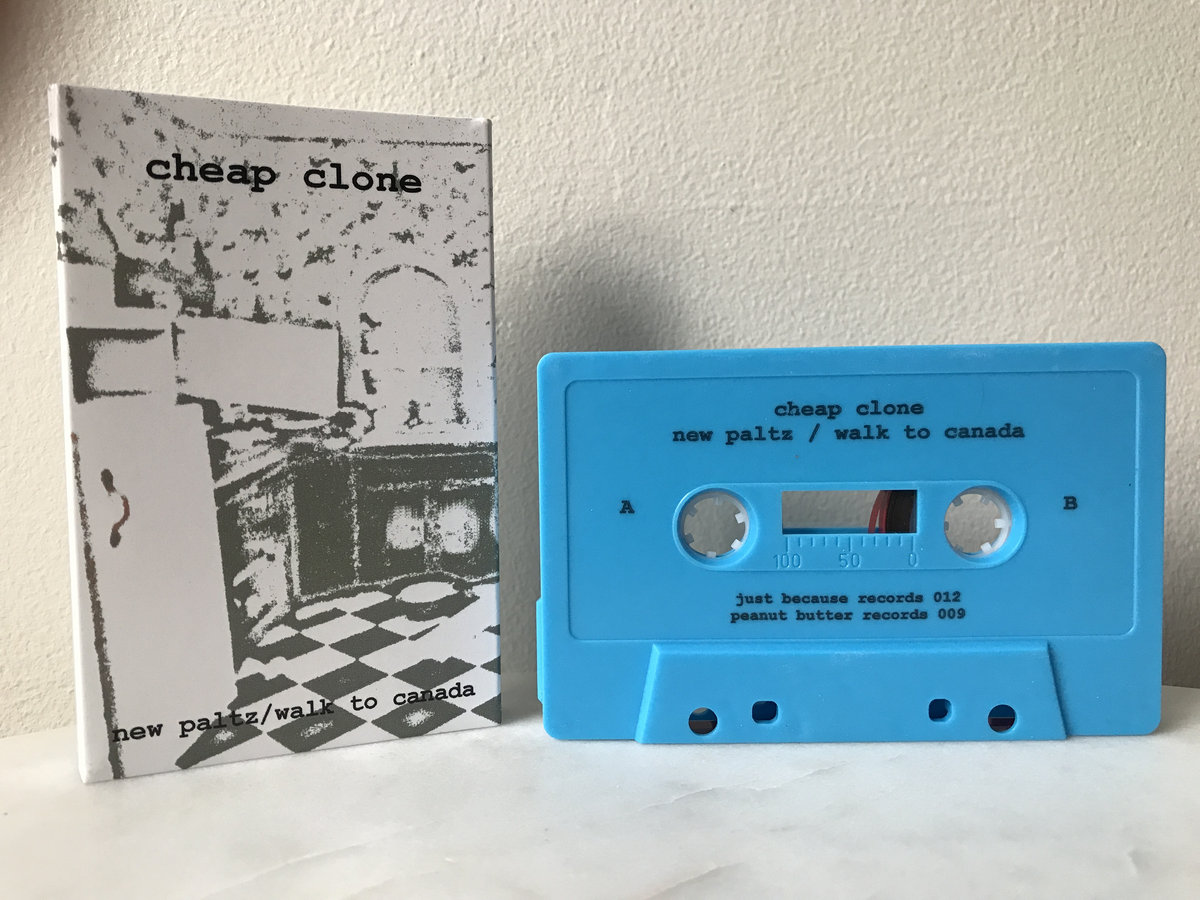 cheap clone
new paltz/walk to canada
cheap clone
new paltz / walk to canada
A
B
100 50 0
just because records 012
peanut butter records 009